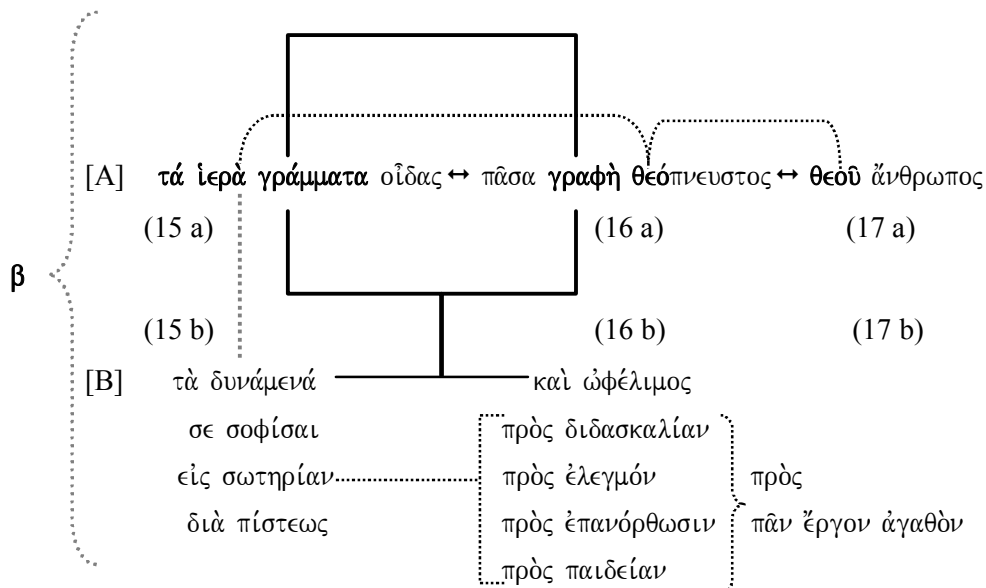 [A] τά ἱερὰ γράμματα οἶδας ↔ πᾶσα γραφὴ θεόπνευστος ↔ θεοῦ ἄνθρωπος
(15 a) (16 a) (17 a)
β
(15 b) (16 b) (17 b)
[B] τὰ δυνάμενά καὶ ὠφέλιμος
σε σοφίσαι πρὸς διδασκαλίαν
εἰς σωτηρίαν πρὸς ἐλεγμόν πρὸς
διὰ πίστεως πρὸς ἐπανόρθωσιν πᾶν ἔργον ἀγαθὸν
πρὸς παιδείαν